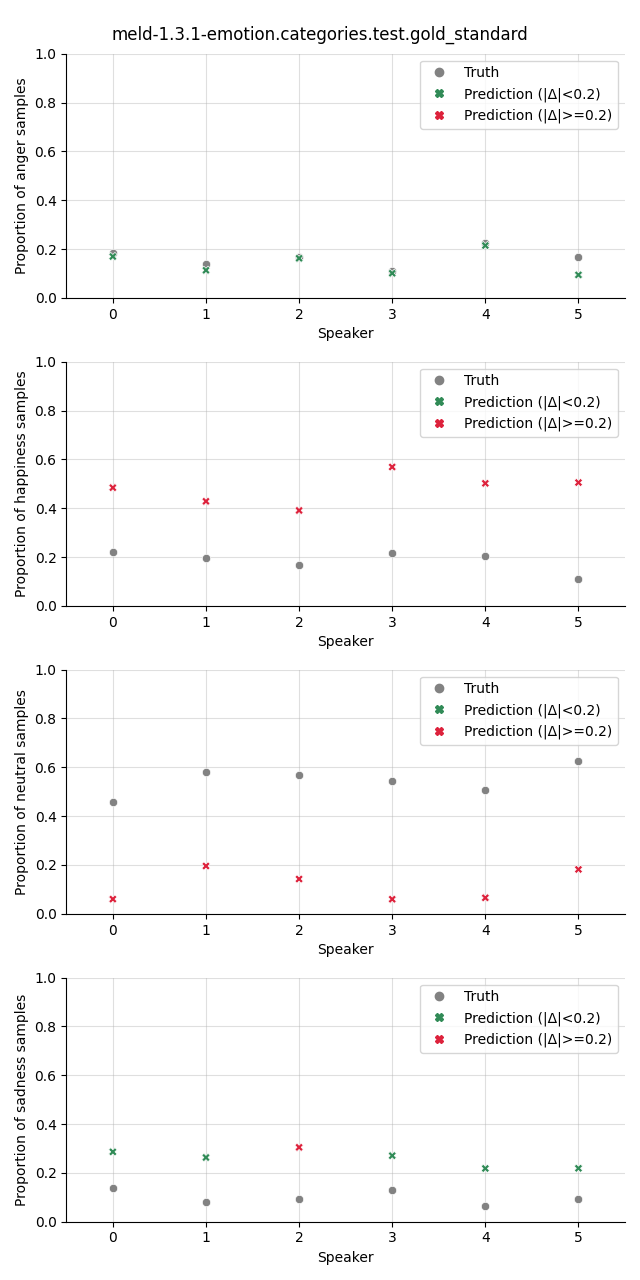 meld-1.3.1-emotion.categories.test.gold_standard
1.0
0.8
0.6
0.4
0.2
0.0
Proportion of anger samples
Truth
Prediction (|Δ|<0.2)
Prediction (|Δ|>=0.2)
0 1 2 3 4 5
Speaker
1.0
0.8
0.6
0.4
0.2
0.0
Proportion of happiness samples
Truth
Prediction (|Δ|<0.2)
Prediction (|Δ|>=0.2)
0 1 2 3 4 5
Speaker
1.0
0.8
0.6
0.4
0.2
0.0
Proportion of neutral samples
Truth
Prediction (|Δ|<0.2)
Prediction (|Δ|>=0.2)
0 1 2 3 4 5
Speaker
1.0
0.8
0.6
0.4
0.2
0.0
Proportion of sadness samples
Truth
Prediction (|Δ|<0.2)
Prediction (|Δ|>=0.2)
0 1 2 3 4 5
Speaker